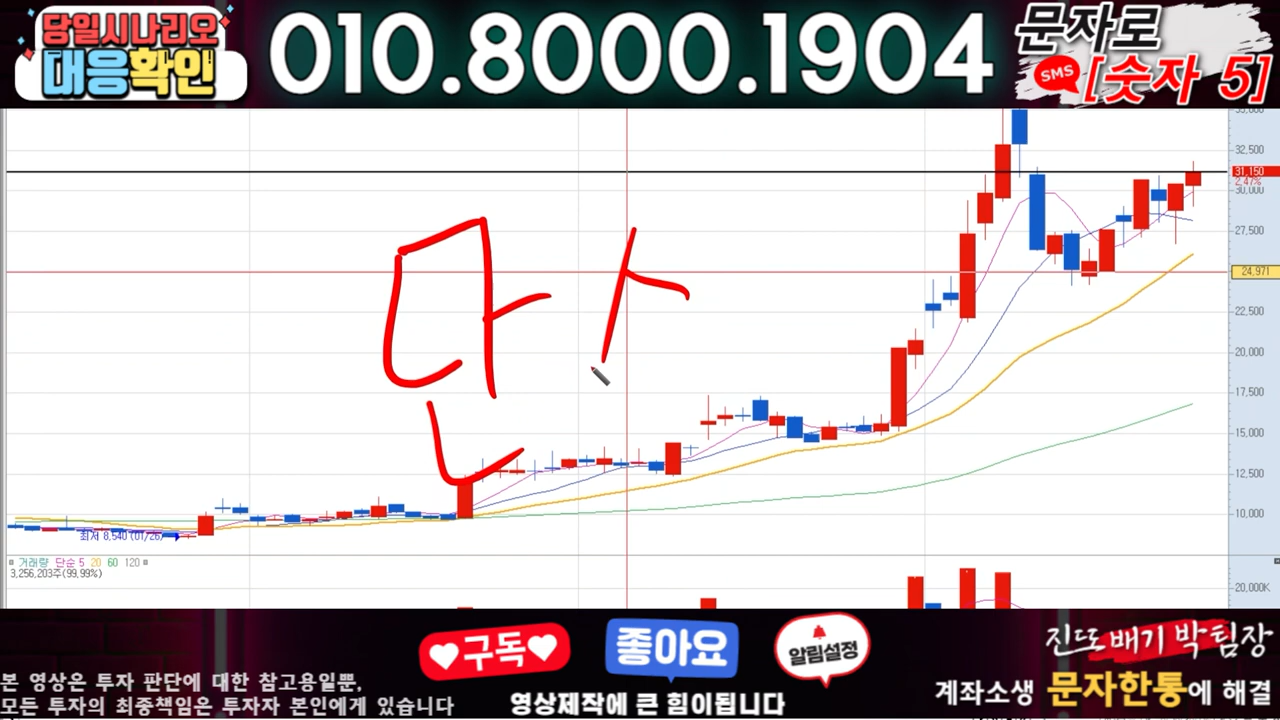 당일시나리오
대응확인
010.8000.1904
문자로
SMS
[숫자 5]
32,500
31,150
2.47%
30,000
27,500
24,971
22,500
20,000
17,500
15,000
12,500
10,000
단 ㅅ
최저 8,540 (01/26)
거래량 단순 5 20 60 120
3,256,203주(99,99%)
20,000K
구독
좋아요
알림설정
진또배기 박팀장
본 영상은 투자 판단에 대한 참고용일뿐,
모든 투자의 최종책임은 투자자 본인에게 있습니다
영상제작에 큰 힘이됩니다
계좌소생 문자한통에 해결